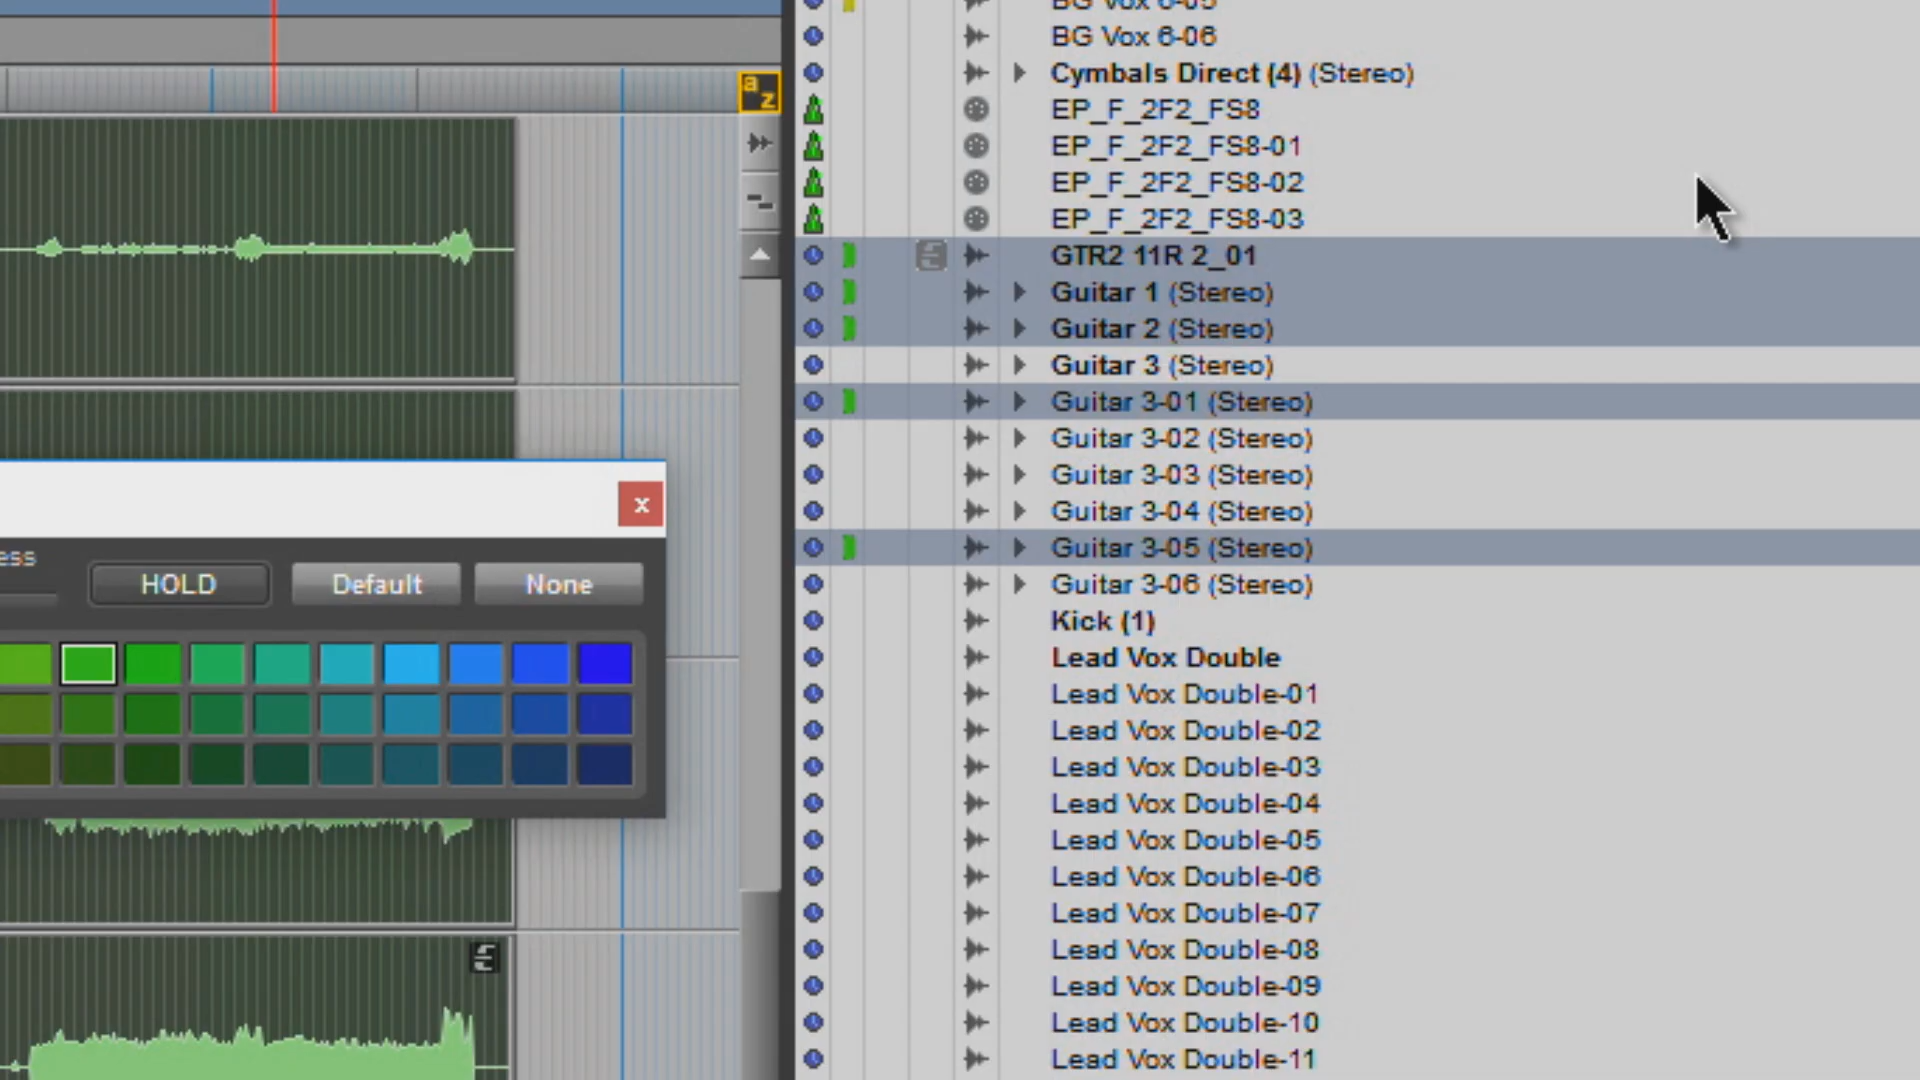 BG Vox 6-05
BG Vox 6-06
Cymbals Direct (4) (Stereo)
EP_F_2F2_FS8
EP_F_2F2_FS8-01
EP_F_2F2_FS8-02
EP_F_2F2_FS8-03
GTR2 11R 2_01
Guitar 1 (Stereo)
Guitar 2 (Stereo)
Guitar 3 (Stereo)
Guitar 3-01 (Stereo)
Guitar 3-02 (Stereo)
Guitar 3-03 (Stereo)
Guitar 3-04 (Stereo)
Guitar 3-05 (Stereo)
Guitar 3-06 (Stereo)
Kick (1)
Lead Vox Double
Lead Vox Double-01
Lead Vox Double-02
Lead Vox Double-03
Lead Vox Double-04
Lead Vox Double-05
Lead Vox Double-06
Lead Vox Double-07
Lead Vox Double-08
Lead Vox Double-09
Lead Vox Double-10
Lead Vox Double-11
a z
x
ess
HOLD Default None